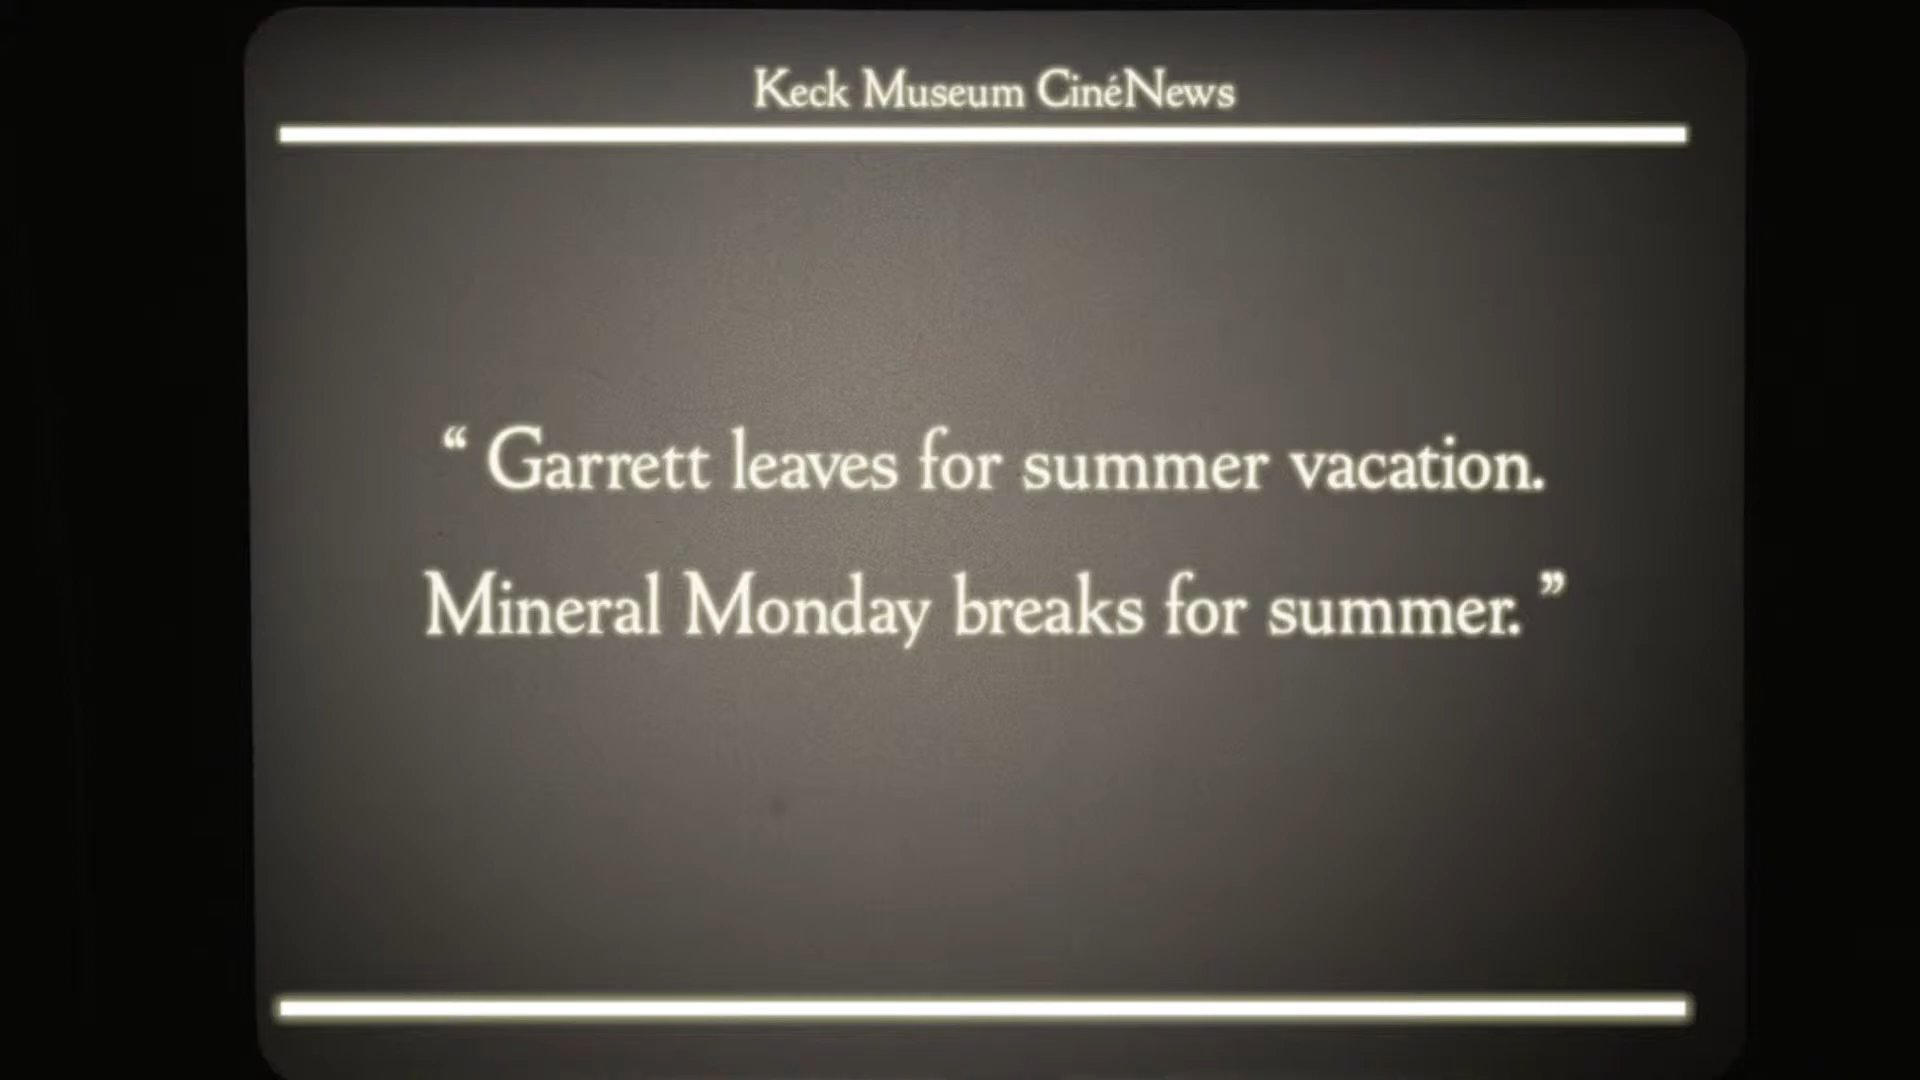 Keck Museum CinéNews
“ Garrett leaves for summer vacation.
Mineral Monday breaks for summer. ”